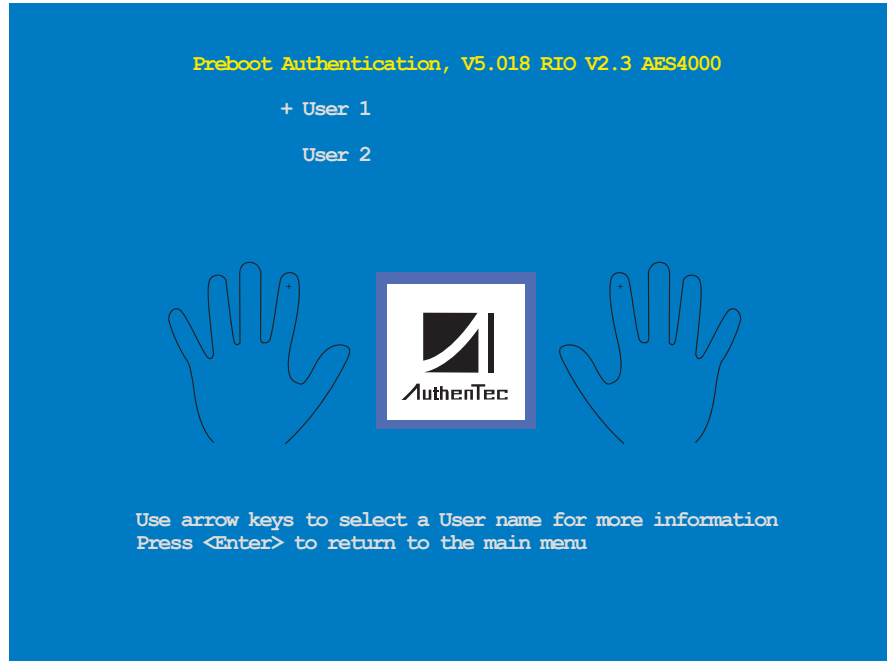 Preboot Authentication, V5.018 RIO V2.3 AES4000
+ User 1
User 2
AuthenTec
Use arrow keys to select a User name for more information
Press <Enter> to return to the main menu